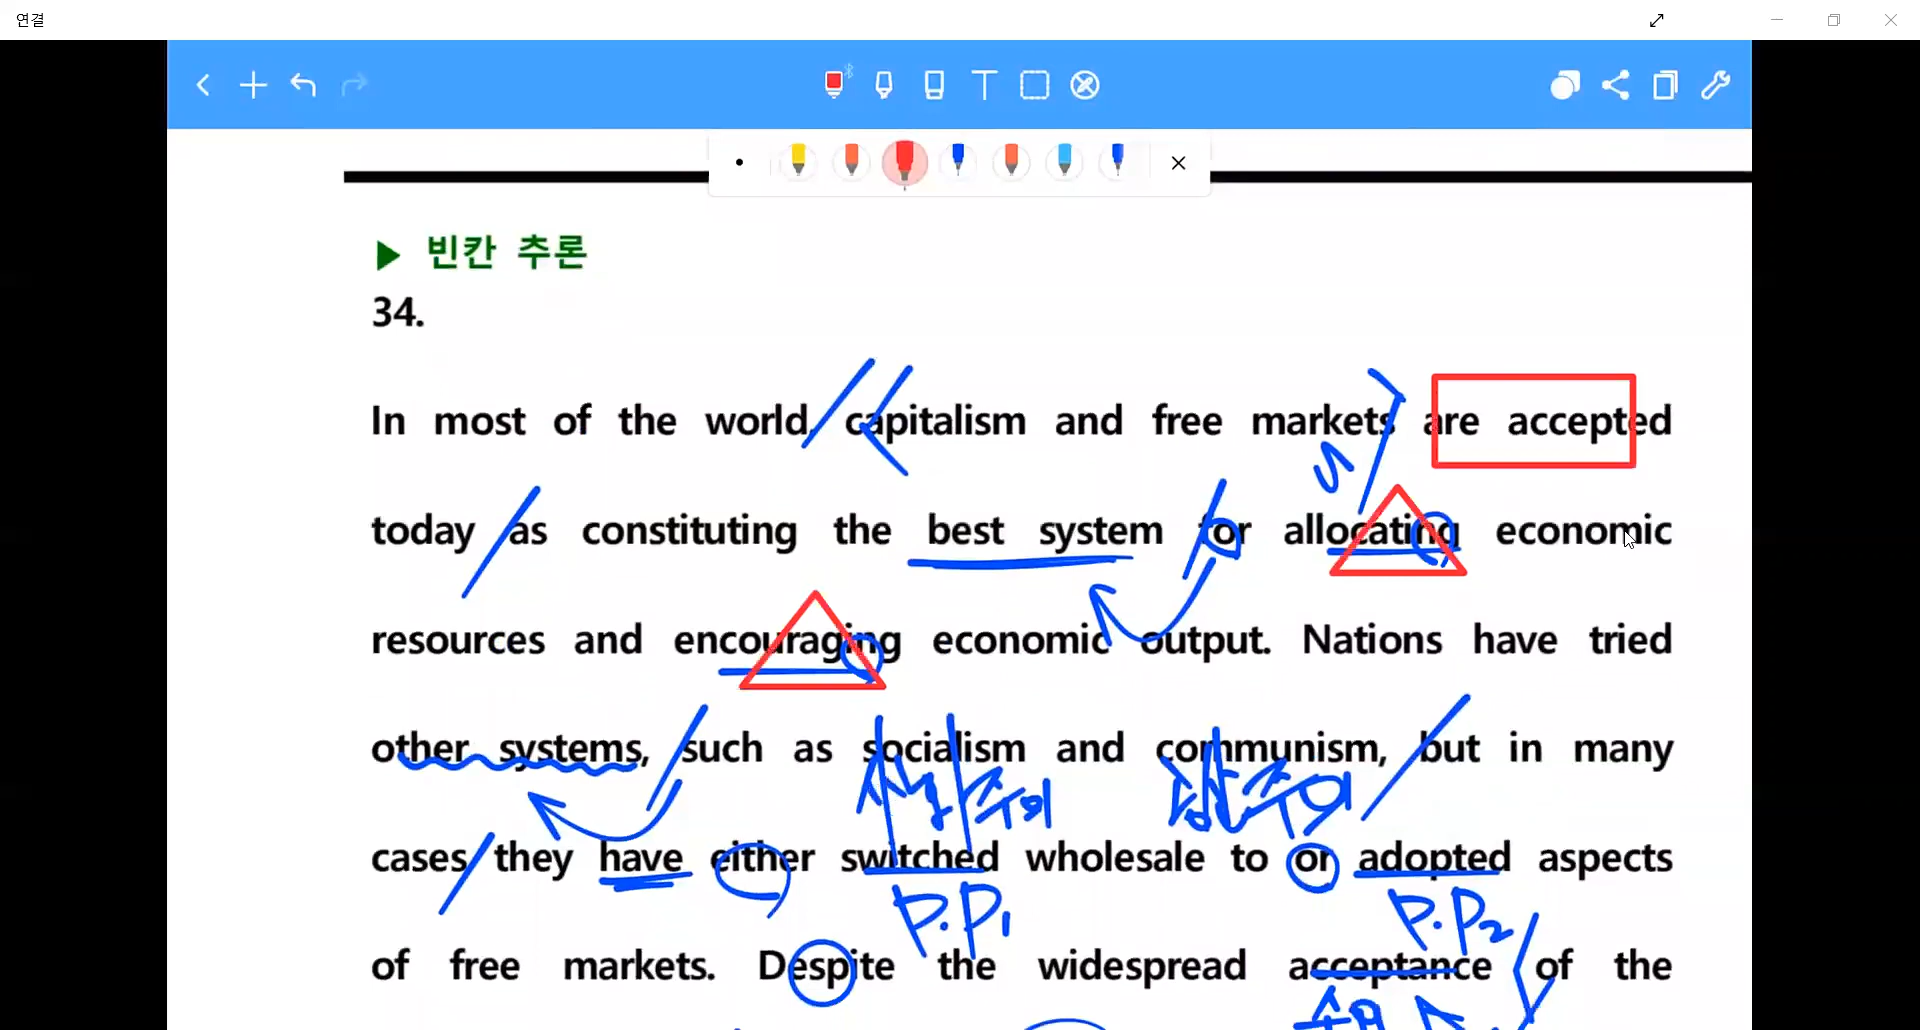 연결
▶ 빈칸 추론
34.
In most of the world, capitalism and free markets are accepted
S
today as constituting the best system for allocating economic
resources and encouraging economic output. Nations have tried
other systems, such as socialism and communism, but in many
사회주의 공산주의
cases they have either switched wholesale to or adopted aspects
p.p1 p.p2
of free markets. Despite the widespread acceptance of the